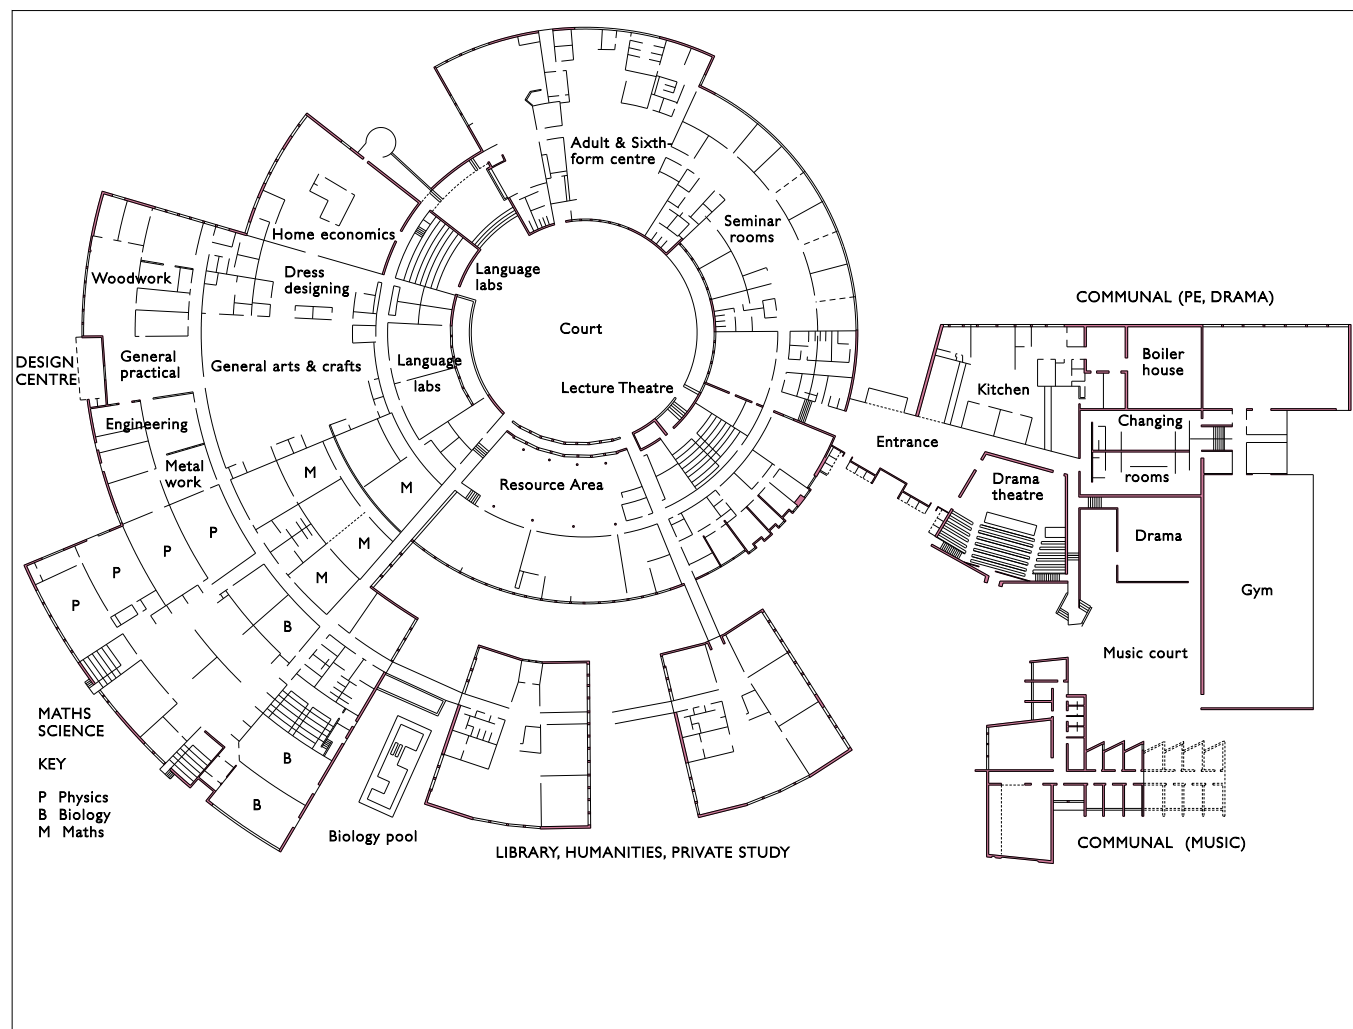 Adult & Sixth-
form centre
Seminar
rooms
Home economics
Language
labs
Dress
designing
Woodwork
Court
COMMUNAL (PE, DRAMA)
DESIGN
CENTRE
General
practical
General arts & crafts
Language
labs
Lecture Theatre
Boiler
house
Kitchen
Engineering
Changing
rooms
Entrance
Metal
work
M
M
Resource Area
Drama
theatre
P
P
M
M
Drama
P
P
B
Gym
Music court
MATHS
SCIENCE
KEY
P Physics
B Biology
M Maths
B
B
Biology pool
LIBRARY, HUMANITIES, PRIVATE STUDY
COMMUNAL (MUSIC)